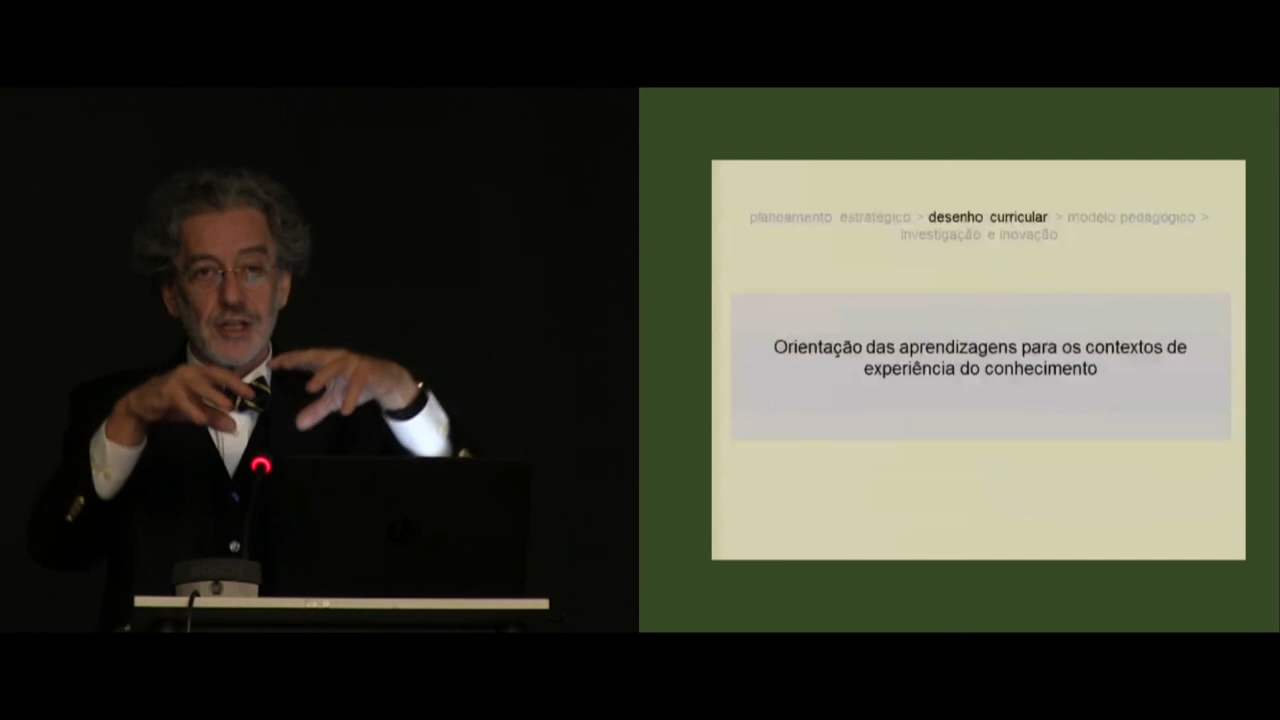 planeamento estratégico > desenho curricular > modelo pedagógico >
investigação e inovação
Orientação das aprendizagens para os contextos de
experiência do conhecimento